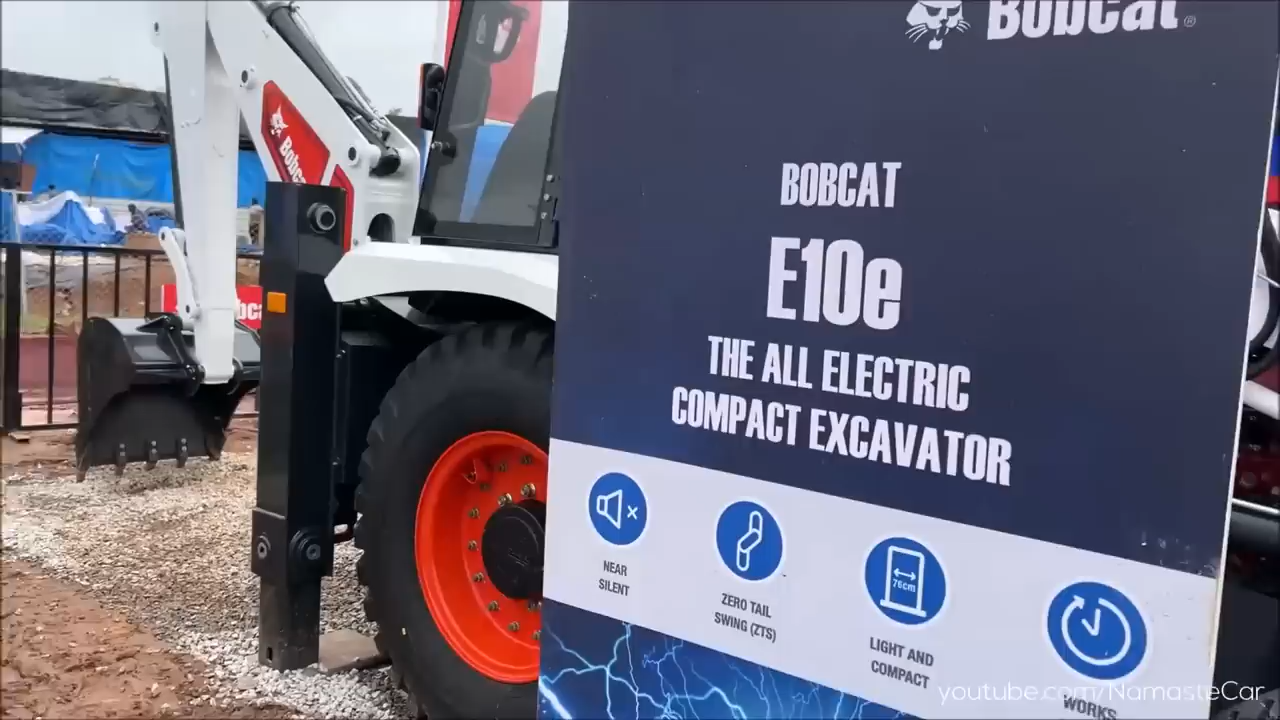 Bobcat®
Bobcat
BOBCAT
E10e
THE ALL ELECTRIC
COMPACT EXCAVATOR
76cm
NEAR
SILENT
ZERO TAIL
SWING (ZTS)
LIGHT AND
COMPACT
WORKS
youtube.com/NamasteCar